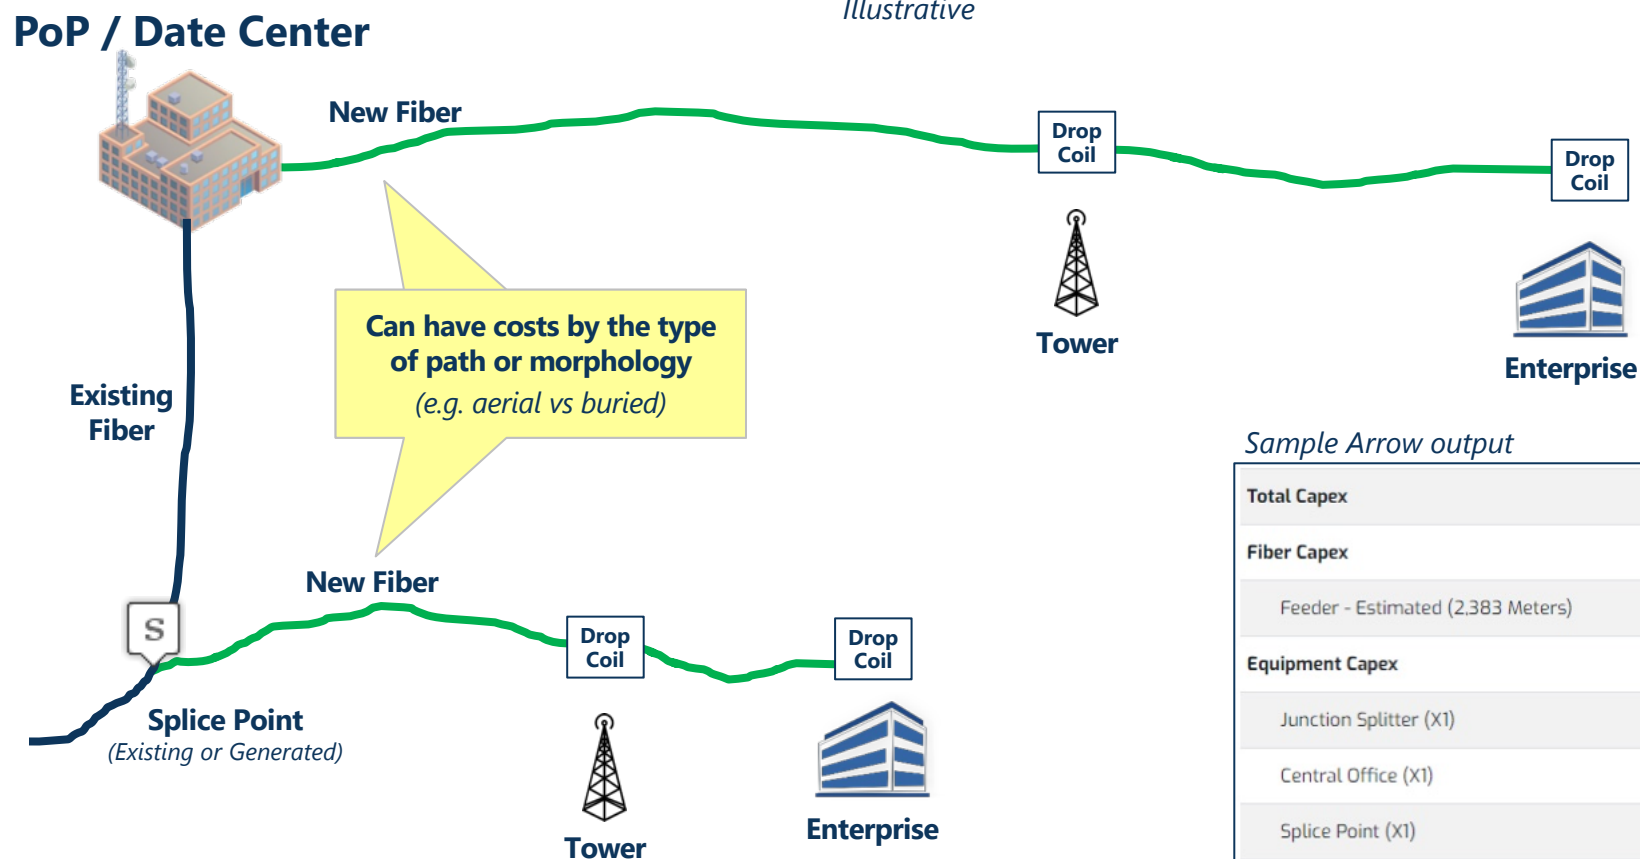 Illustrative
PoP / Date Center
New Fiber
Drop
Coil
Drop
Coil
Tower
Enterprise
Can have costs by the type
of path or morphology
(e.g. aerial vs buried)
Existing
Fiber
New Fiber
S
Drop
Coil
Drop
Coil
Splice Point
(Existing or Generated)
Tower
Enterprise
Sample Arrow output
Total Capex
Fiber Capex
Feeder - Estimated (2,383 Meters)
Equipment Capex
Junction Splitter (X1)
Central Office (X1)
Splice Point (X1)